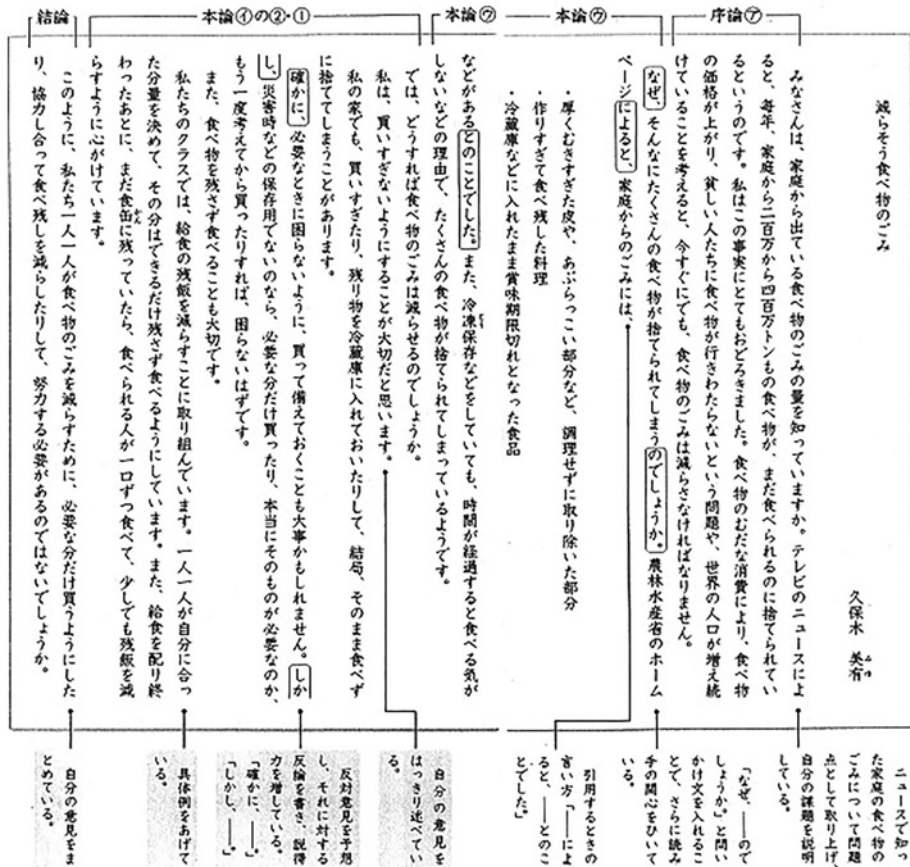 序論㋐
本論㋒
本論㋒
本論㋑の②・①
結論
減らそう食べ物のごみ
久保木 美有
みなさんは、家庭から出ている食べ物のごみの量を知っていますか。テレビのニュースによ
ると、毎年、家庭から二百万から四百万トンもの食べ物が、まだ食べられるのに捨てられてい
るというのです。私はこの事実にとてもおどろきました。食べ物のむだな消費により、食べ物
の価格が上がり、貧しい人たちに食べ物が行きわたらないという問題や、世界の人口が増え続
けていることを考えると、今すぐにでも、食べ物のごみは減らさなければなりません。
なぜ、そんなにたくさんの食べ物が捨てられてしまうのでしょうか。農林水産省のホーム
ページによると、家庭からのごみには、
・厚くむきすぎた皮や、あぶらっこい部分など、調理せずに取り除いた部分
・作りすぎて食べ残した料理
・冷蔵庫などに入れたまま賞味期限切れとなった食品
などがあるとのことでした。また、冷凍保存などをしていても、時間が経過すると食べる気が
しないなどの理由で、たくさんの食べ物が捨てられてしまっているようです。
では、どうすれば食べ物のごみは減らせるのでしょうか。
私は、買いすぎないようにすることが大切だと思います。
私の家でも、買いすぎたり、残り物を冷蔵庫に入れておいたりして、結局、そのまま食べず
に捨ててしまうことがあります。
確かに、必要なときに困らないように、買って備えておくことも大事かもしれません。しか
し、災害時などの保存用でないのなら、必要な分だけ買ったり、本当にそのものが必要なのか、
もう一度考えてから買ったりすれば、困らないはずです。
また、食べ物を残さず食べることも大切です。
私たちのクラスでは、給食の残飯を減らすことに取り組んでいます。一人一人が自分に合っ
た分量を決めて、その分はできるだけ残さず食べるようにしています。また、給食を配り終
わったあとに、まだ食缶に残っていたら、食べられる人が一口ずつ食べて、少しでも残飯を減
らすように心がけています。
このように、私たち一人一人が食べ物のごみを減らすために、必要な分だけ買うようにした
り、協力し合って食べ残しを減らしたりして、努力する必要があるのではないでしょうか。
ニュースで知っ
た家庭の食べ物の
ごみについて問題
点として取り上げ、
自分の課題を説明
している。
「なぜ、――ので
しょうか。」と問い
かけ文を入れるこ
とで、さらに読み
手の関心をひいて
いる。
引用するときの
言い方「――によ
ると、――とのこ
とでした。」
自分の意見を
はっきり述べてい
る。
反対意見を予想
し、それに対する
反論を書き、説得
力を増している。
「確かに、――。」
「しかし、――。」
具体例をあげて
いる。
自分の意見をま
とめている。